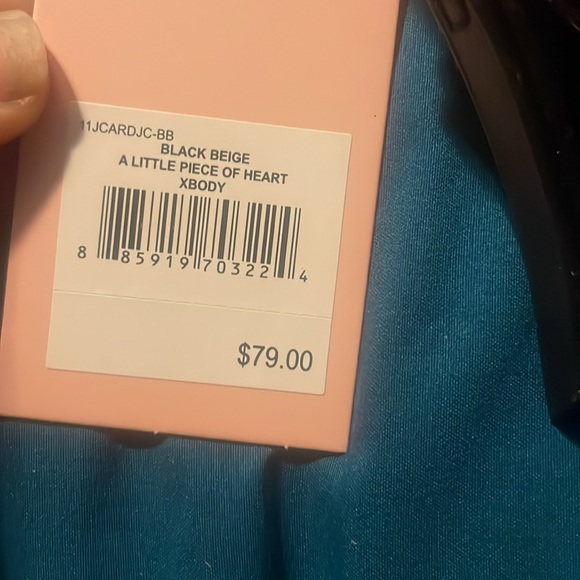 11JCARDJC-BB
BLACK BEIGE
A LITTLE PIECE OF HEART
XBODY
8 85919 70322 4
$79.00